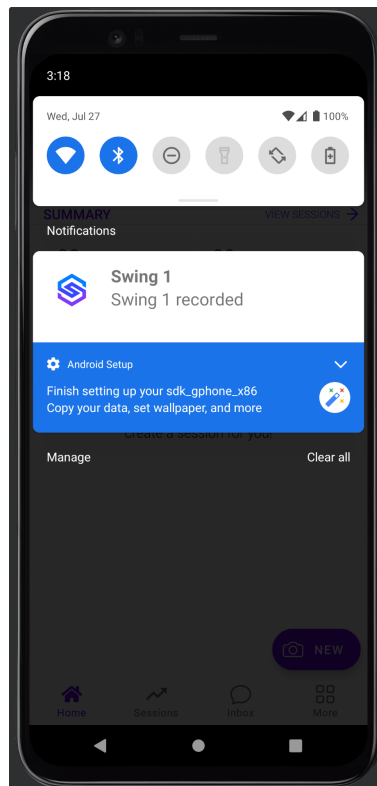 3:18
Wed, Jul 27
100%
SUMMARY
VIEW SESSIONS →
Notifications
Swing 1
Swing 1 recorded
Android Setup
Finish setting up your sdk_gphone_x86
Copy your data, set wallpaper, and more
create a session for you!
Manage
Clear all
NEW
Home
Sessions
Inbox
More